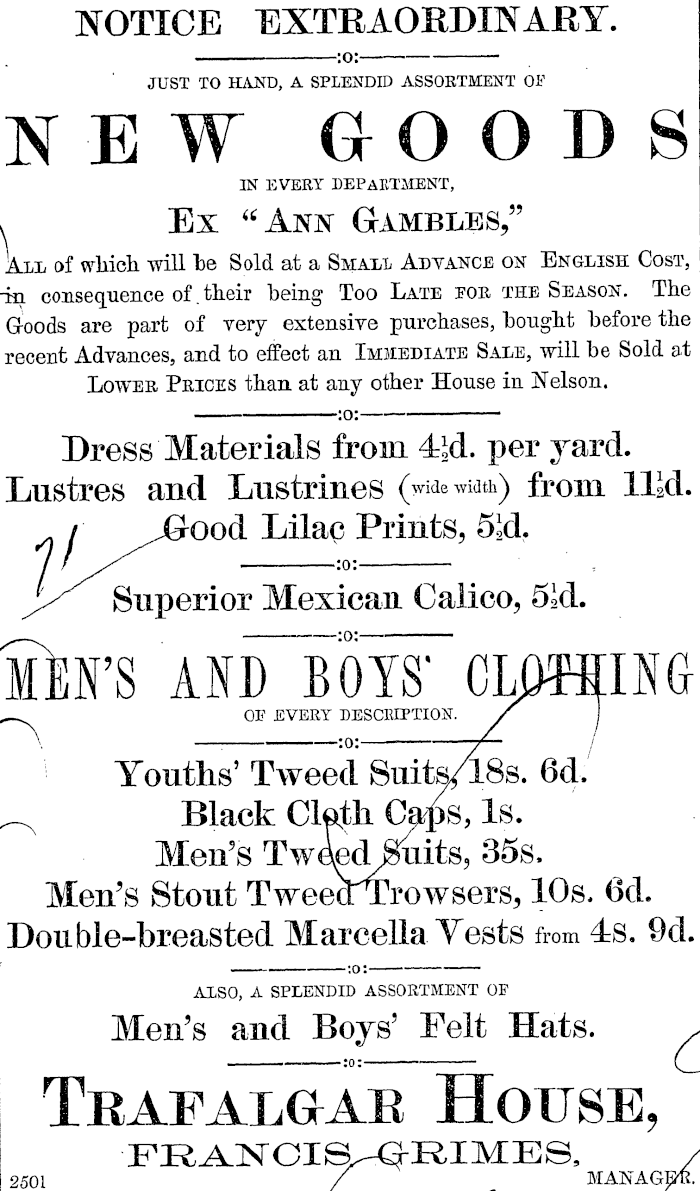 NOTICE EXTRAORDINARY.
:o:
JUST TO HAND, A SPLENDID ASSORTMENT OF
NEW GOODS
IN EVERY DEPARTMENT,
EX “ANN GAMBLES,”
ALL of which will be Sold at a SMALL ADVANCE ON ENGLISH COST,
in consequence of their being TOO LATE FOR THE SEASON. The
Goods are part of very extensive purchases, bought before the
recent Advances, and to effect an IMMEDIATE SALE, will be Sold at
LOWER PRICES than at any other House in Nelson.
:o:
Dress Materials from 4½d. per yard.
Lustres and Lustrines (wide width) from 11½d.
Good Lilac Prints, 5½d.
71
:o:
Superior Mexican Calico, 5½d.
:o:
MEN'S AND BOYS' CLOTHING
OF EVERY DESCRIPTION.
:o:
Youths' Tweed Suits, 18s. 6d.
Black Cloth Caps, 1s.
Men's Tweed Suits, 35s.
Men's Stout Tweed Trowsers, 10s. 6d.
Double-breasted Marcella Vests from 4s. 9d.
:o:
ALSO, A SPLENDID ASSORTMENT OF
Men's and Boys' Felt Hats.
:o:
TRAFALGAR HOUSE,
FRANCIS GRIMES,
2501 MANAGER.